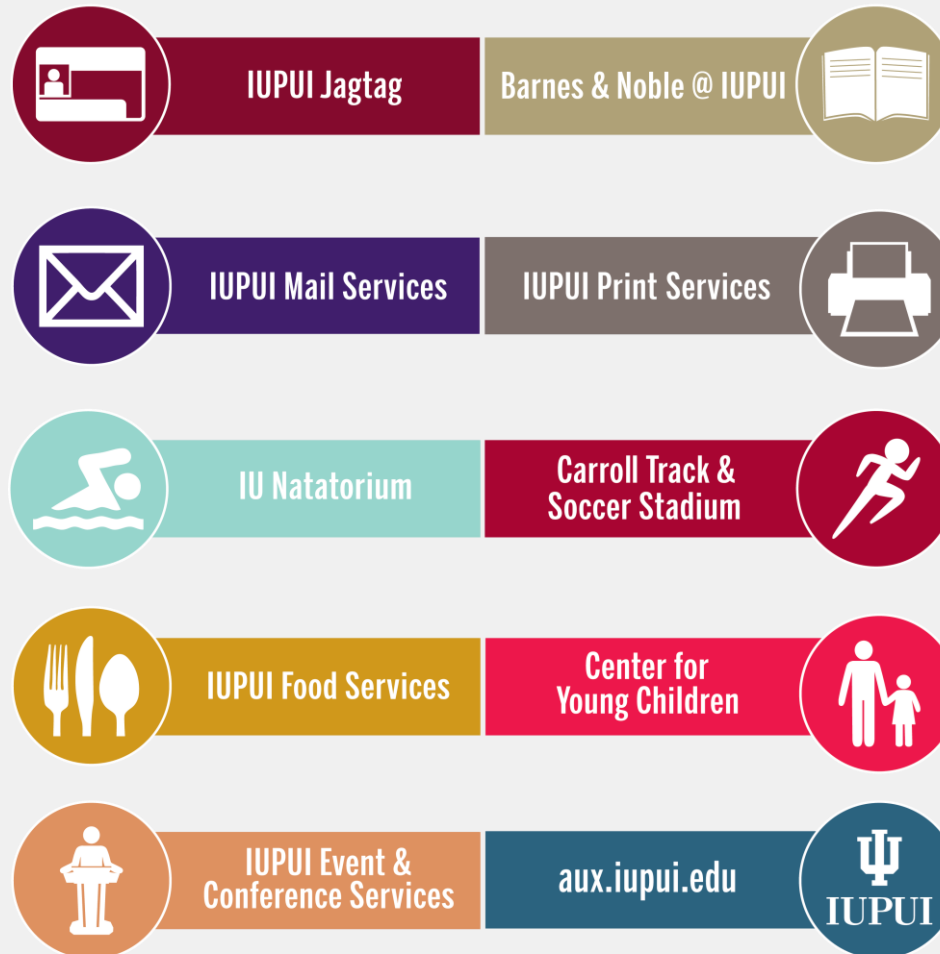 IUPUI Jagtag
Barnes & Noble @ IUPUI
IUPUI Mail Services
IUPUI Print Services
IU Natatorium
Carroll Track &
Soccer Stadium
IUPUI Food Services
Center for
Young Children
IUPUI Event &
Conference Services
aux.iupui.edu
IUPUI